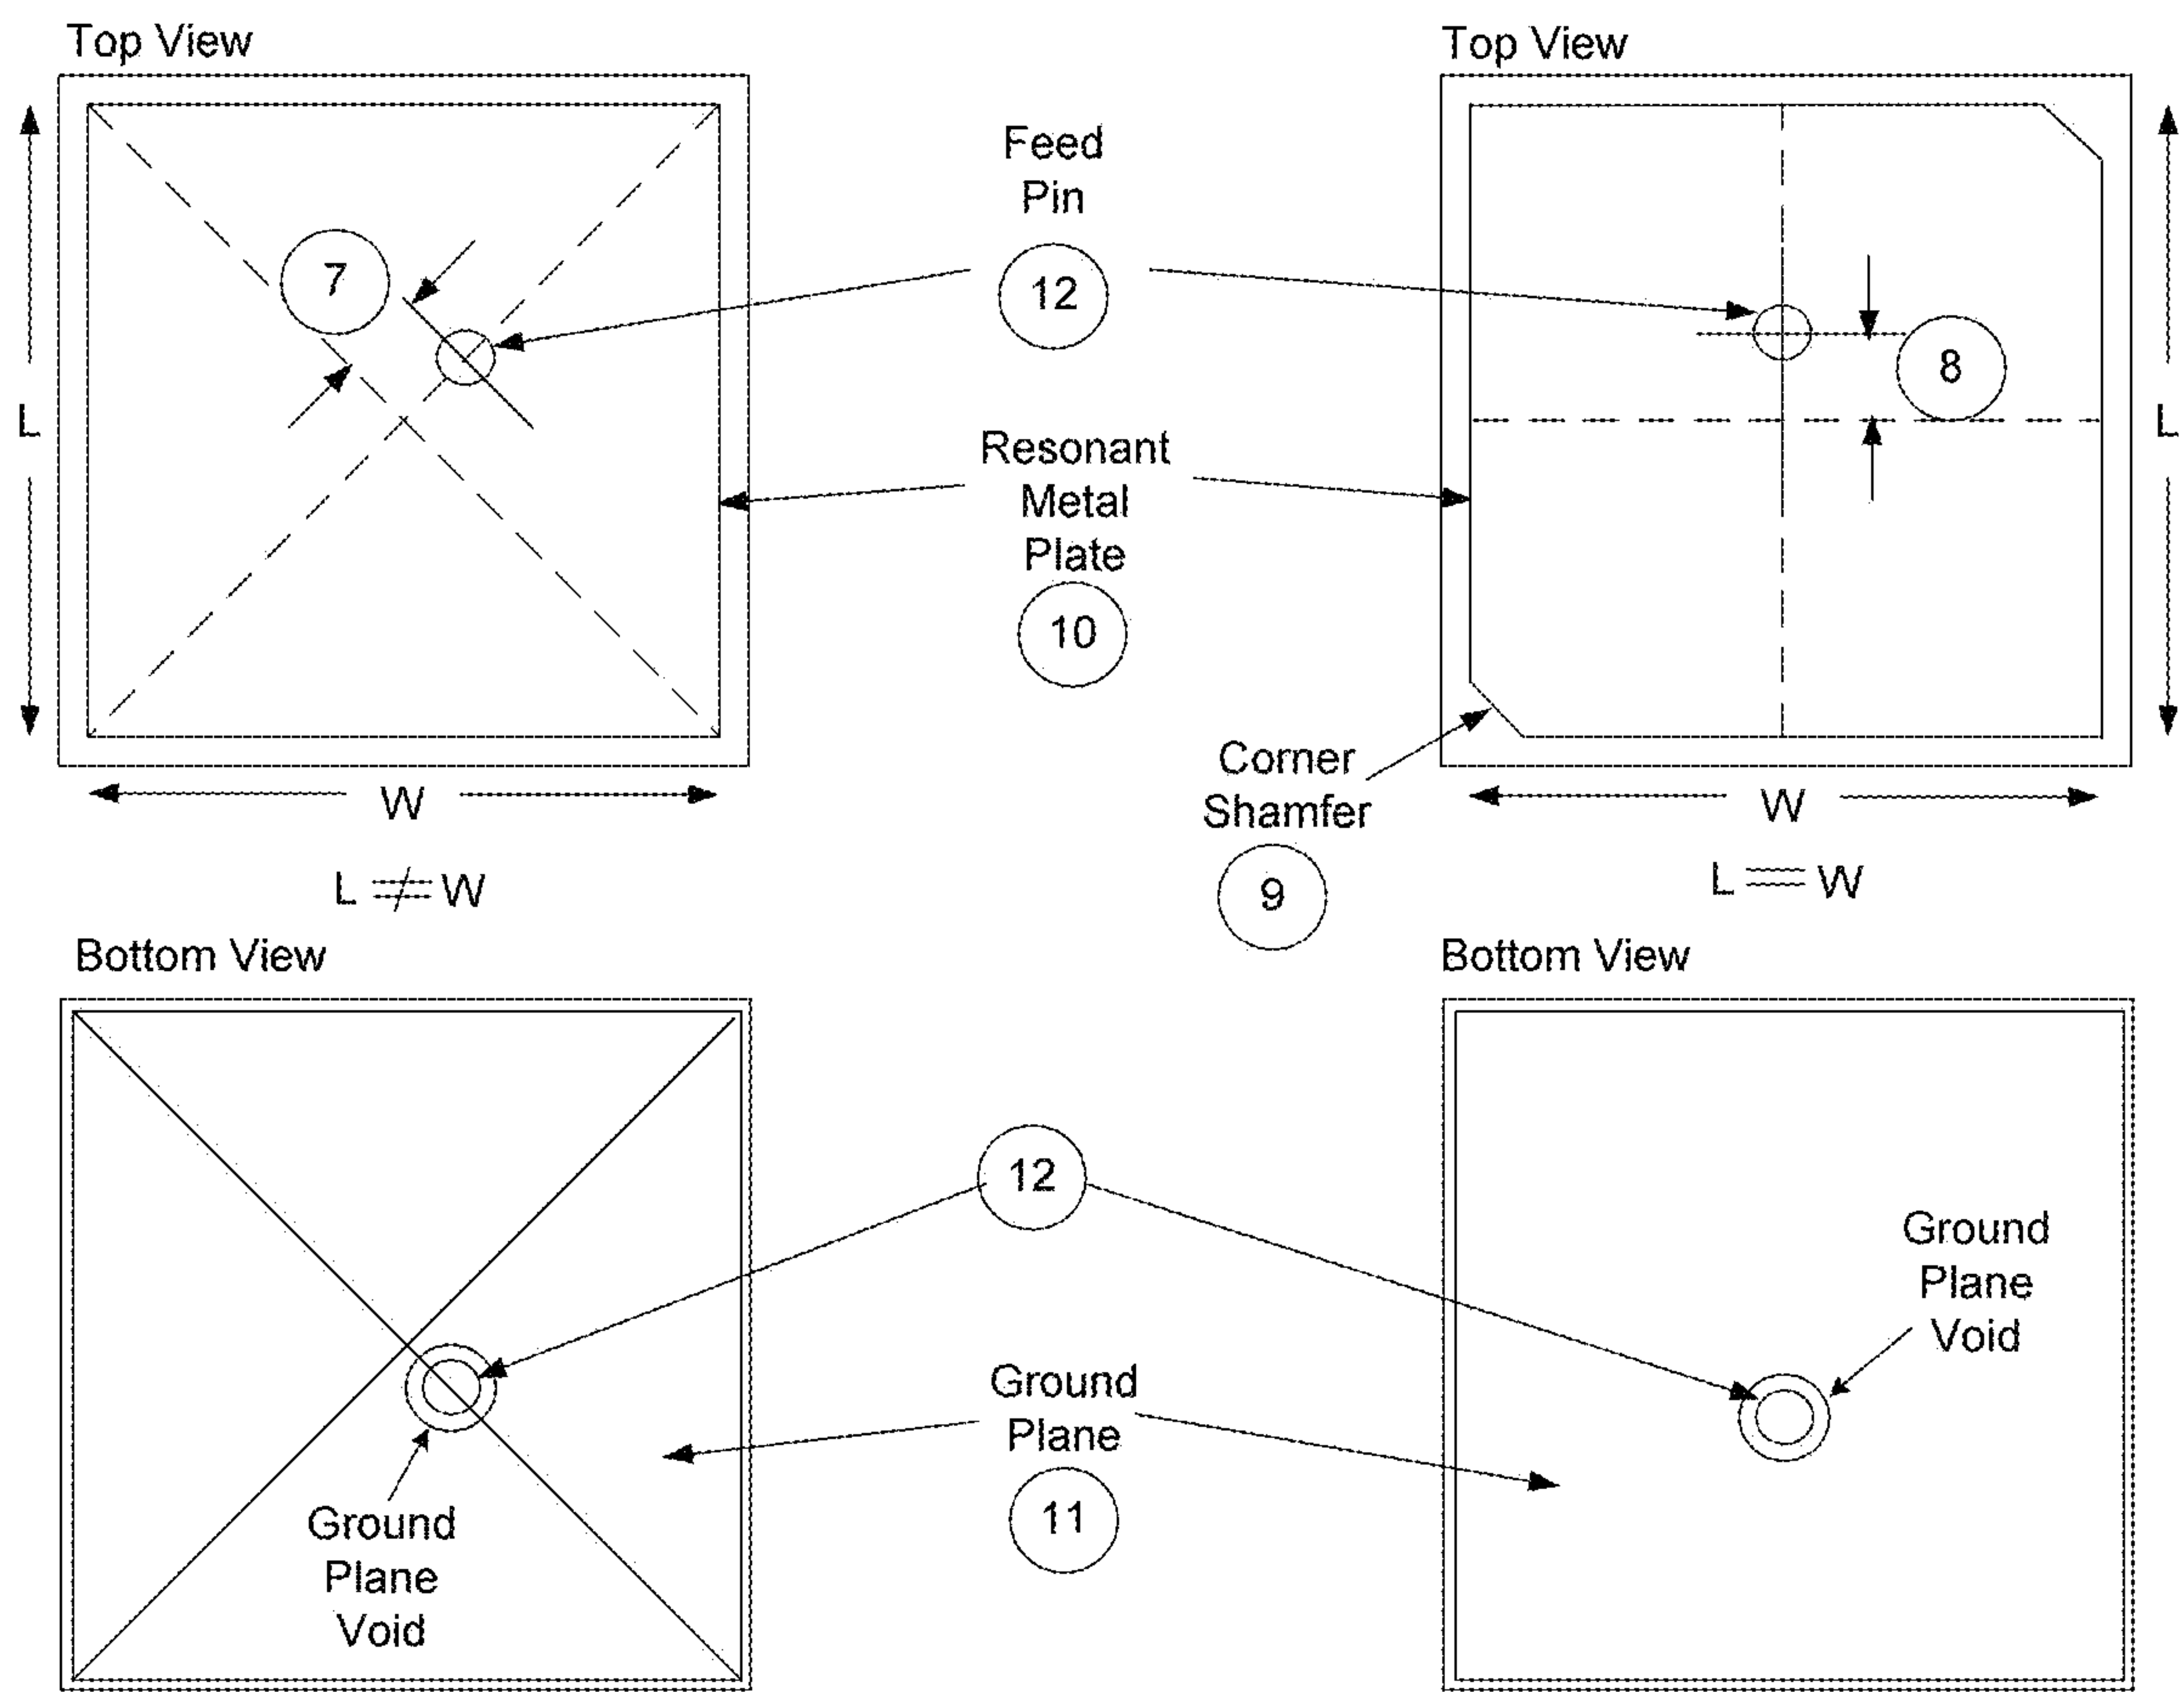 Top View
Top View
Feed
Pin
12
7
8
L
L
Resonant
Metal
Plate
10
Corner
Shamfer
9
W
W
L ≠ W
L = W
Bottom View
Bottom View
12
Ground
Plane
Void
Ground
Plane
11
Ground
Plane
Void